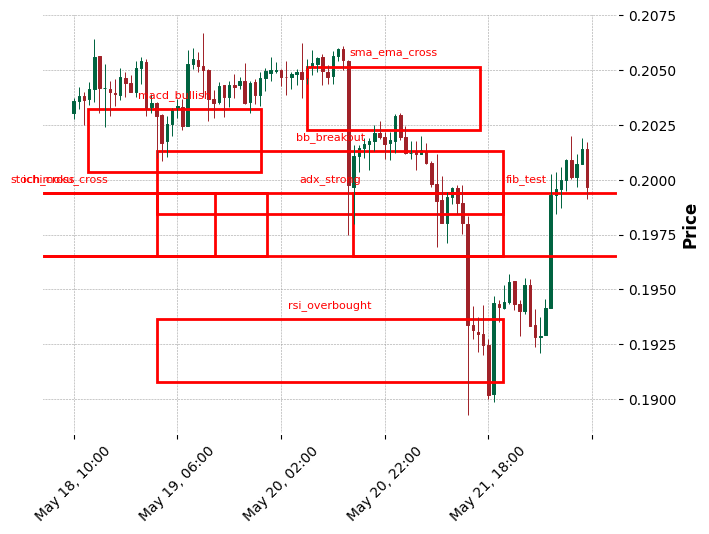 0.2075
sma_ema_cross
0.2050
macd_bullish
0.2025
bb_breakout
0.2000
adx_strong
fib_test
0.1975
Price
0.1950
rsi_overbought
0.1925
0.1900
May 18, 10:00
May 19, 06:00
May 20, 02:00
May 20, 22:00
May 21, 18:00